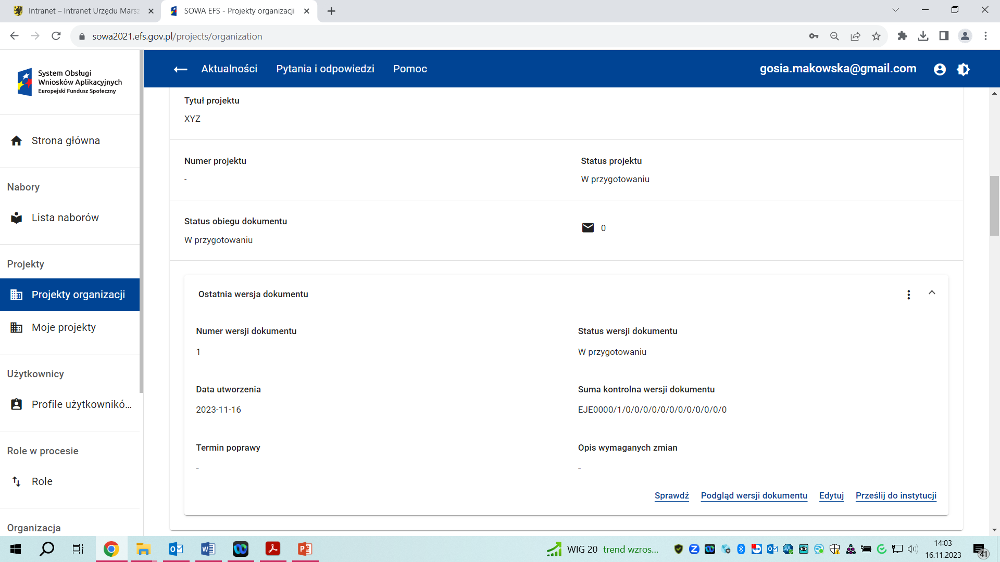 Intranet – Intranet Urzędu Marsz
SOWA EFS - Projekty organizacji
sowa2021.efs.gov.pl/projects/organization
System Obsługi
Wniosków Aplikacyjnych
Europejski Fundusz Społeczny
Aktualności
Pytania i odpowiedzi
Pomoc
gosia.makowska@gmail.com
Strona główna
Nabory
Lista naborów
Projekty
Projekty organizacji
Moje projekty
Użytkownicy
Profile użytkownikó...
Role w procesie
Role
Organizacja
Tytuł projektu
XYZ
Numer projektu
-
Status projektu
W przygotowaniu
Status obiegu dokumentu
W przygotowaniu
0
Ostatnia wersja dokumentu
Numer wersji dokumentu
1
Status wersji dokumentu
W przygotowaniu
Data utworzenia
2023-11-16
Suma kontrolna wersji dokumentu
EJE0000/1/0/0/0/0/0/0/0/0/0/0/0/0
Termin poprawy
-
Opis wymaganych zmian
-
Sprawdź
Podgląd wersji dokumentu
Edytuj
Prześlij do instytucji
WIG 20 trend wzros...
14:03
16.11.2023
41